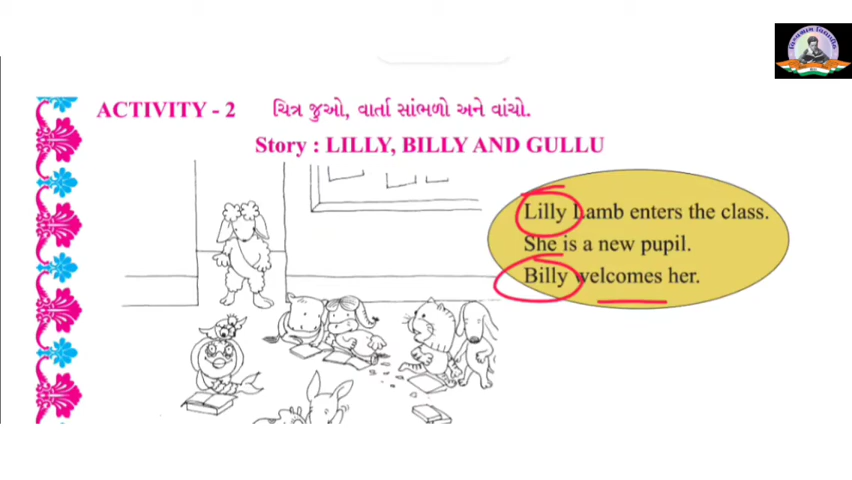 ACTIVITY - 2 ચિત્ર જુઓ, વાર્તા સાંભળો અને વાંચો.
Story : LILLY, BILLY AND GULLU
Lilly Lamb enters the class.
She is a new pupil.
Billy welcomes her.